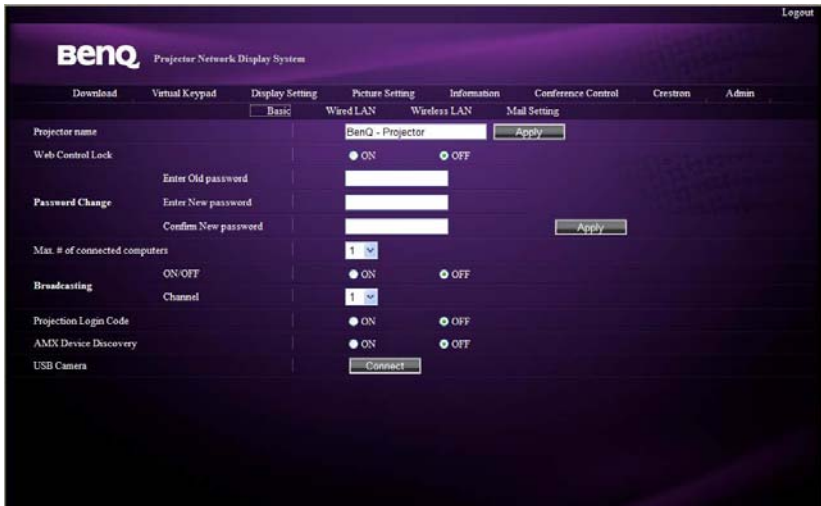 Logout
BenQ Projector Network Display System
Download Virtual Keypad Display Setting Picture Setting Information Conference Control Crestron Admin
Basic Wired LAN Wireless LAN Mail Setting
Projector name BenQ - Projector Apply
Web Control Lock ON OFF
Enter Old password
Password Change Enter New password
Confirm New password Apply
Max. # of connected computers 1
ON/OFF ON OFF
Broadcasting
Channel 1
Projection Login Code ON OFF
AMX Device Discovery ON OFF
USB Camera Connect